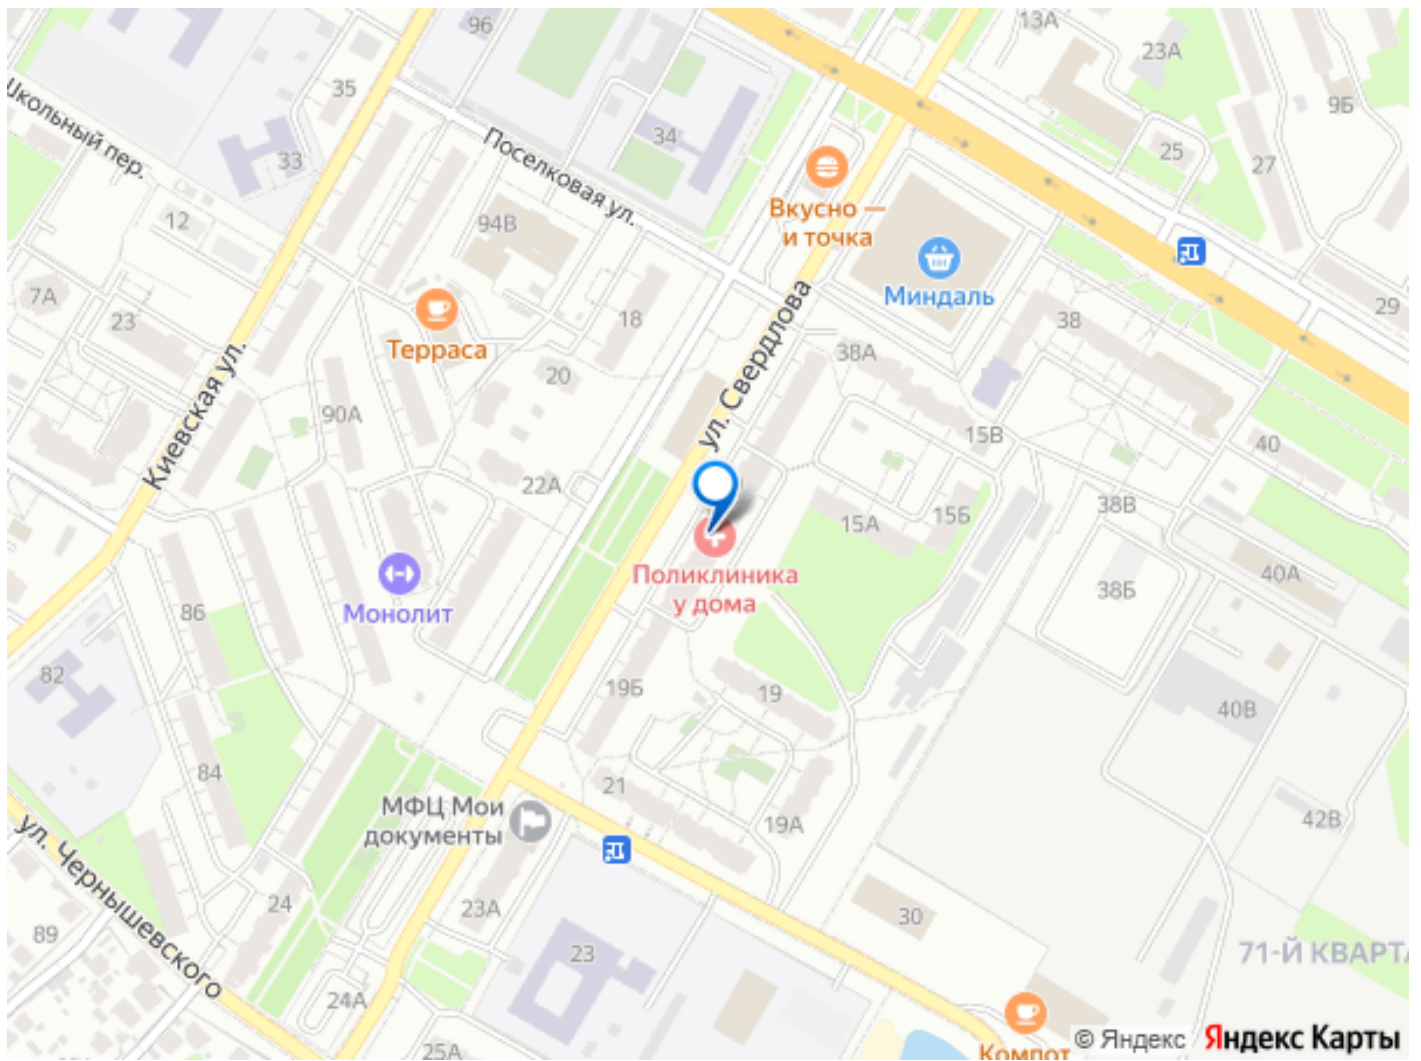 96
13А
23А
35
9Б
Школьный пер.
33
34
25
27
Поселковая ул.
12
94В
Вкусно —
и точка
Миндаль
7А
23
Терраса
18
38
29
ул. Свердлова
38А
20
Киевская ул.
90А
15В
40
22А
15А
15Б
38В
Поликлиника
у дома
40А
38Б
Монолит
86
82
19Б
19
40В
84
21
МФЦ Мои
документы
19А
42В
ул. Чернышевского
24
23А
30
89
23
71-Й КВАРТА
24А
25А
Компот
© Яндекс
Яндекс Карты